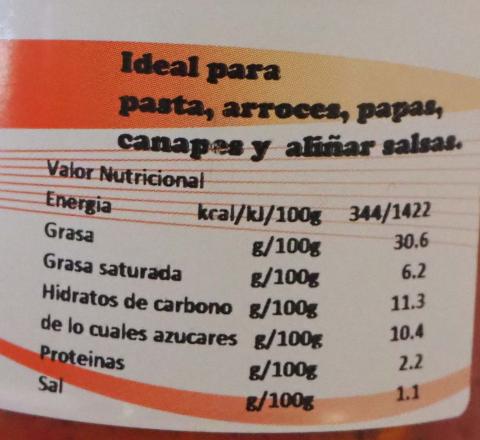 Ideal para
pasta, arroces, papas,
canapes y aliñar salsas.
Valor Nutricional
Energia kcal/kJ/100g 344/1422
Grasa g/100g 30.6
Grasa saturada g/100g 6.2
Hidratos de carbono g/100g 11.3
de lo cuales azucares g/100g 10.4
Proteinas g/100g 2.2
Sal g/100g 1.1